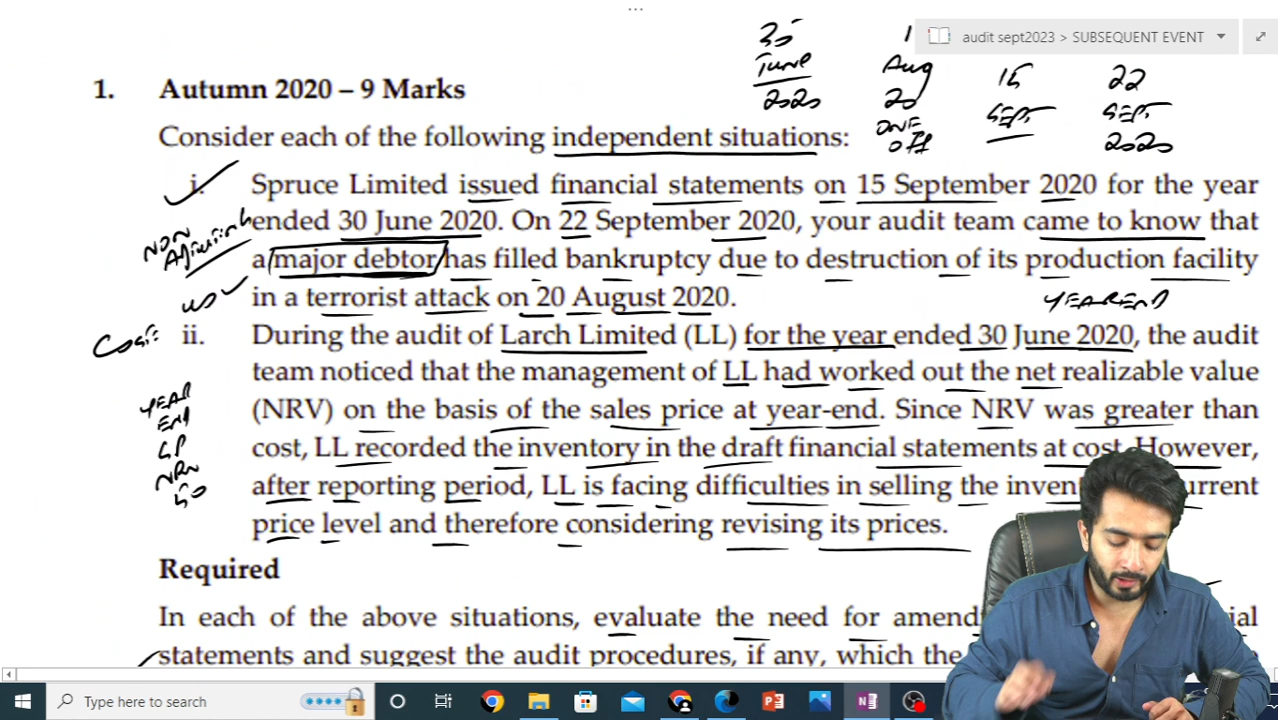 audit sept2023 > SUBSEQUENT EVENT
30 June 2020
1 Aug 20 ONE OFF
15 SEPT
22 SEPT 2020
1. Autumn 2020 – 9 Marks
Consider each of the following independent situations:
i. Spruce Limited issued financial statements on 15 September 2020 for the year
ended 30 June 2020. On 22 September 2020, your audit team came to know that
NON Adjusting
a major debtor has filled bankruptcy due to destruction of its production facility
in a terrorist attack on 20 August 2020.
YEAR END
ii. During the audit of Larch Limited (LL) for the year ended 30 June 2020, the audit
team noticed that the management of LL had worked out the net realizable value
YEAR
END
SP
NRV
50
(NRV) on the basis of the sales price at year-end. Since NRV was greater than
cost, LL recorded the inventory in the draft financial statements at cost. However,
after reporting period, LL is facing difficulties in selling the
price level and therefore considering revising its prices.
Required
In each of the above situations, evaluate the need for
statements and suggest the audit procedures, if any, which the
Type here to search